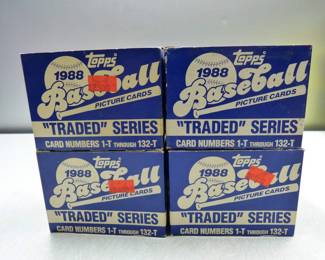 Topps
1988
Baseball
PICTURE CARDS
"TRADED" SERIES
CARD NUMBERS 1-T THROUGH 132-T
Topps
1988
Baseball
PICTURE CARDS
"TRADED" SERIES
CARD NUMBERS 1-T THROUGH 132-T
Topps
1988
Baseball
PICTURE CARDS
"TRADED" SERIES
CARD NUMBERS 1-T THROUGH 132-T
Topps
1988
Baseball
PICTURE CARDS
"TRADED" SERIES
CARD NUMBERS 1-T THROUGH 132-T